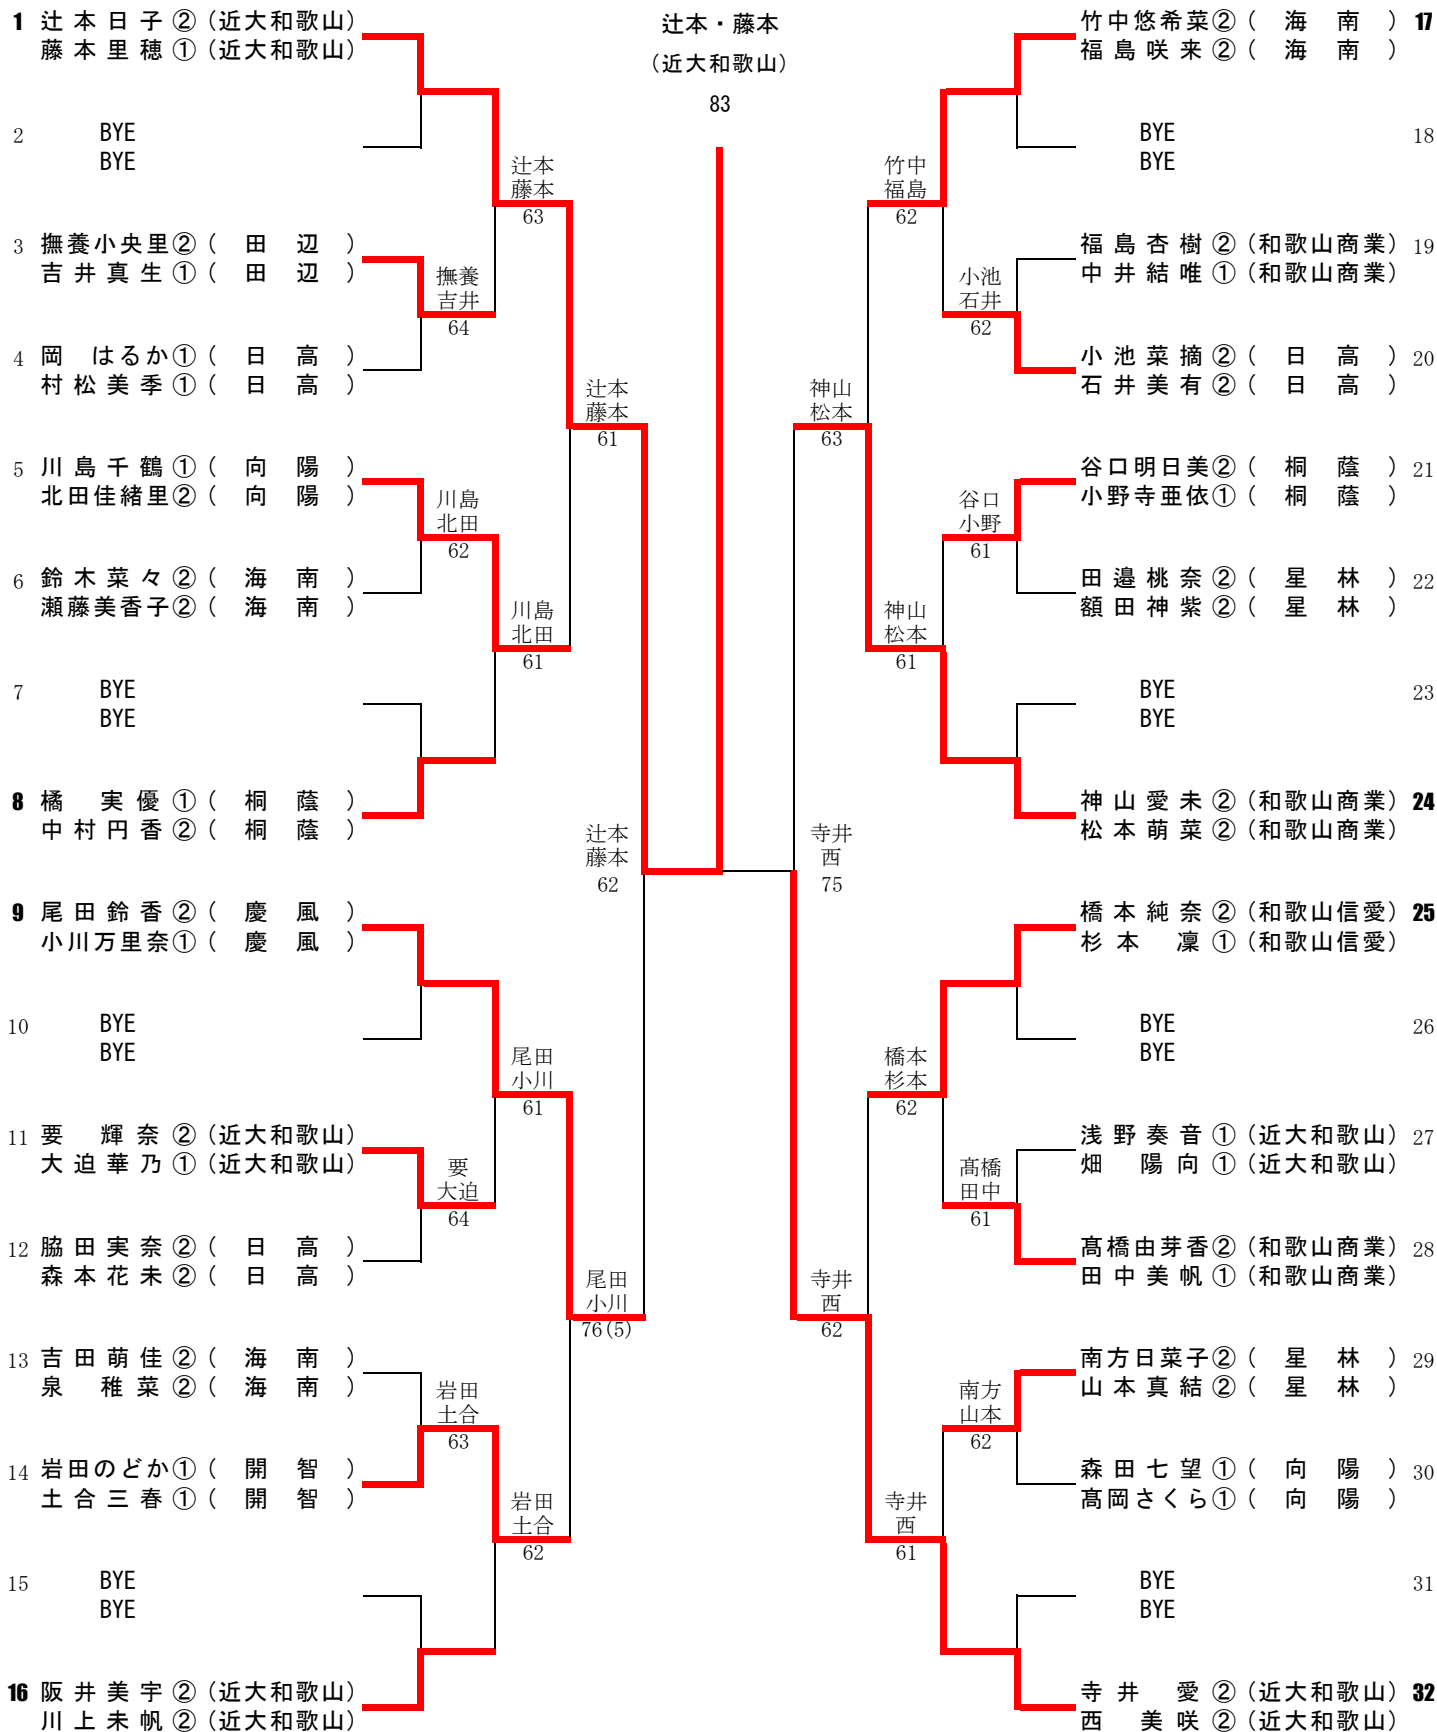 辻本・藤本
(近大和歌山)
83
1 辻本日子② (近大和歌山)
藤本里穂① (近大和歌山)
2 BYE
BYE
3 撫養小央里② (田辺)
吉井真生① (田辺)
4 岡 はるか① (日高)
村松美季① (日高)
5 川島千鶴① (向陽)
北田佳緒里② (向陽)
6 鈴木菜々② (海南)
瀬藤美香子② (海南)
7 BYE
BYE
8 橘 実優① (桐蔭)
中村円香② (桐蔭)
9 尾田鈴香② (慶風)
小川万里奈① (慶風)
10 BYE
BYE
11 要 輝奈② (近大和歌山)
大迫華乃① (近大和歌山)
12 脇田実奈② (日高)
森本花未② (日高)
13 吉田萌佳② (海南)
泉 稚菜② (海南)
14 岩田のどか① (開智)
土合三春① (開智)
15 BYE
BYE
16 阪井美宇② (近大和歌山)
川上未帆② (近大和歌山)
撫養
吉井
64
川島
北田
62
要
大迫
64
岩田
土合
63
辻本
藤本
63
川島
北田
61
尾田
小川
61
岩田
土合
62
辻本
藤本
61
尾田
小川
76(5)
辻本
藤本
62
寺井
西
75
神山
松本
63
寺井
西
62
竹中
福島
62
神山
松本
61
橋本
杉本
62
寺井
西
61
小池
石井
62
谷口
小野
61
髙橋
田中
61
南方
山本
62
竹中悠希菜② (海南) 17
福島咲来② (海南)
BYE 18
BYE
福島杏樹② (和歌山商業) 19
中井結唯① (和歌山商業)
小池菜摘② (日高) 20
石井美有② (日高)
谷口明日美② (桐蔭) 21
小野寺亜依① (桐蔭)
田邉桃奈② (星林) 22
額田神紫② (星林)
BYE 23
BYE
神山愛未② (和歌山商業) 24
松本萌菜② (和歌山商業)
橋本純奈② (和歌山信愛) 25
杉本 凜① (和歌山信愛)
BYE 26
BYE
浅野奏音① (近大和歌山) 27
畑 陽向① (近大和歌山)
髙橋由芽香② (和歌山商業) 28
田中美帆① (和歌山商業)
南方日菜子② (星林) 29
山本真結② (星林)
森田七望① (向陽) 30
髙岡さくら① (向陽)
BYE 31
BYE
寺井 愛② (近大和歌山) 32
西 美咲② (近大和歌山)